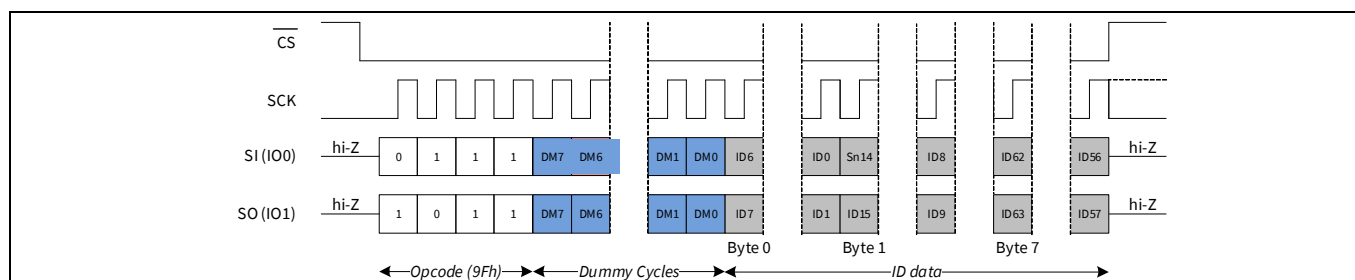 CS
SCK
SI (IO0) hi-Z 0 1 1 1 DM7 DM6 DM1 DM0 ID6 ID0 Sn14 ID8 ID62 ID56 hi-Z
SO (IO1) hi-Z 1 0 1 1 DM7 DM6 DM1 DM0 ID7 ID1 ID15 ID9 ID63 ID57 hi-Z
Byte 0 Byte 1 Byte 7
Opcode (9Fh) Dummy Cycles ID data